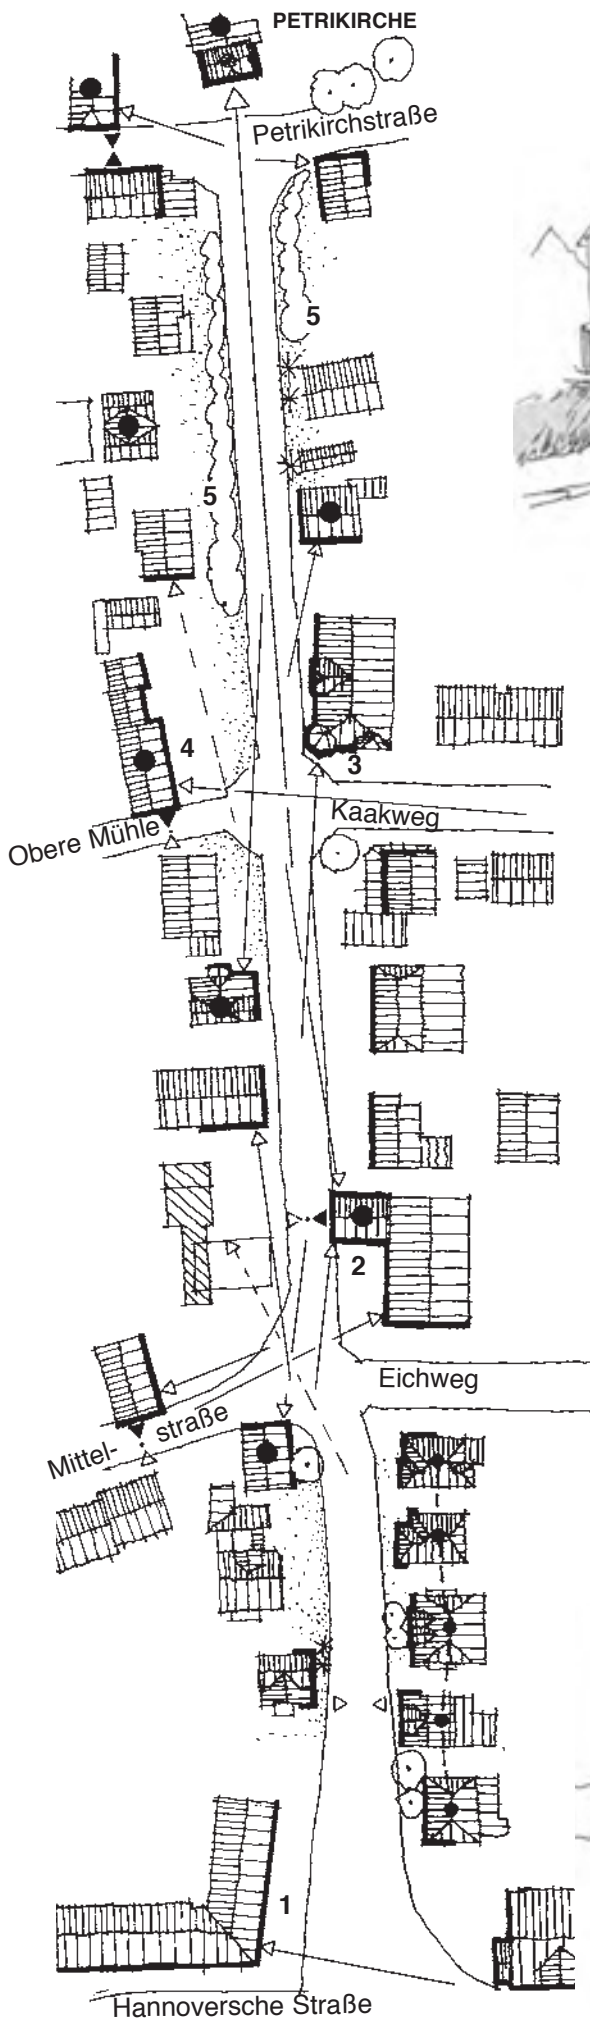 PETRIKIRCHE
Petrikirchstraße
5
5
3
4
Kaakweg
Obere Mühle
2
Eichweg
Mittel-
straße
1
Hannoversche Straße